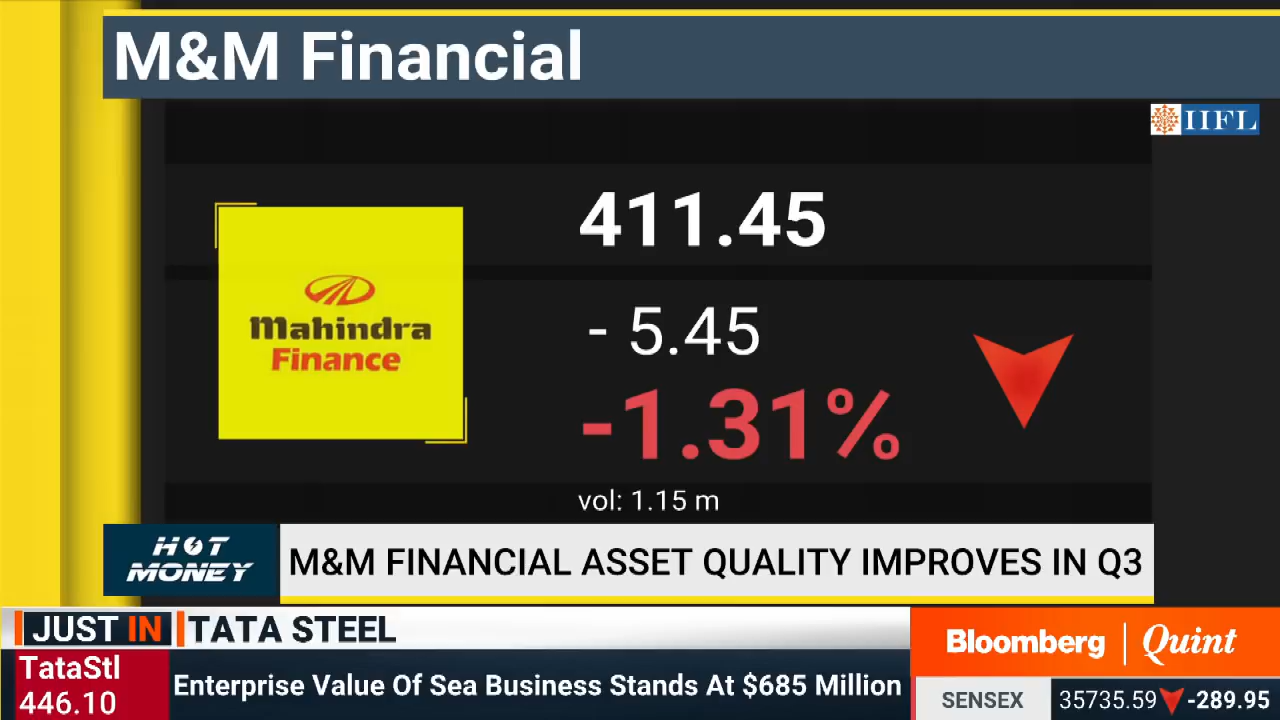 M&M Financial
IIFL
411.45
- 5.45
-1.31%
vol: 1.15 m
Mahindra
Finance
HOT
MONEY
M&M FINANCIAL ASSET QUALITY IMPROVES IN Q3
JUST IN
TATA STEEL
TataStl
446.10
Enterprise Value Of Sea Business Stands At $685 Million
Bloomberg | Quint
SENSEX
35735.59 -289.95